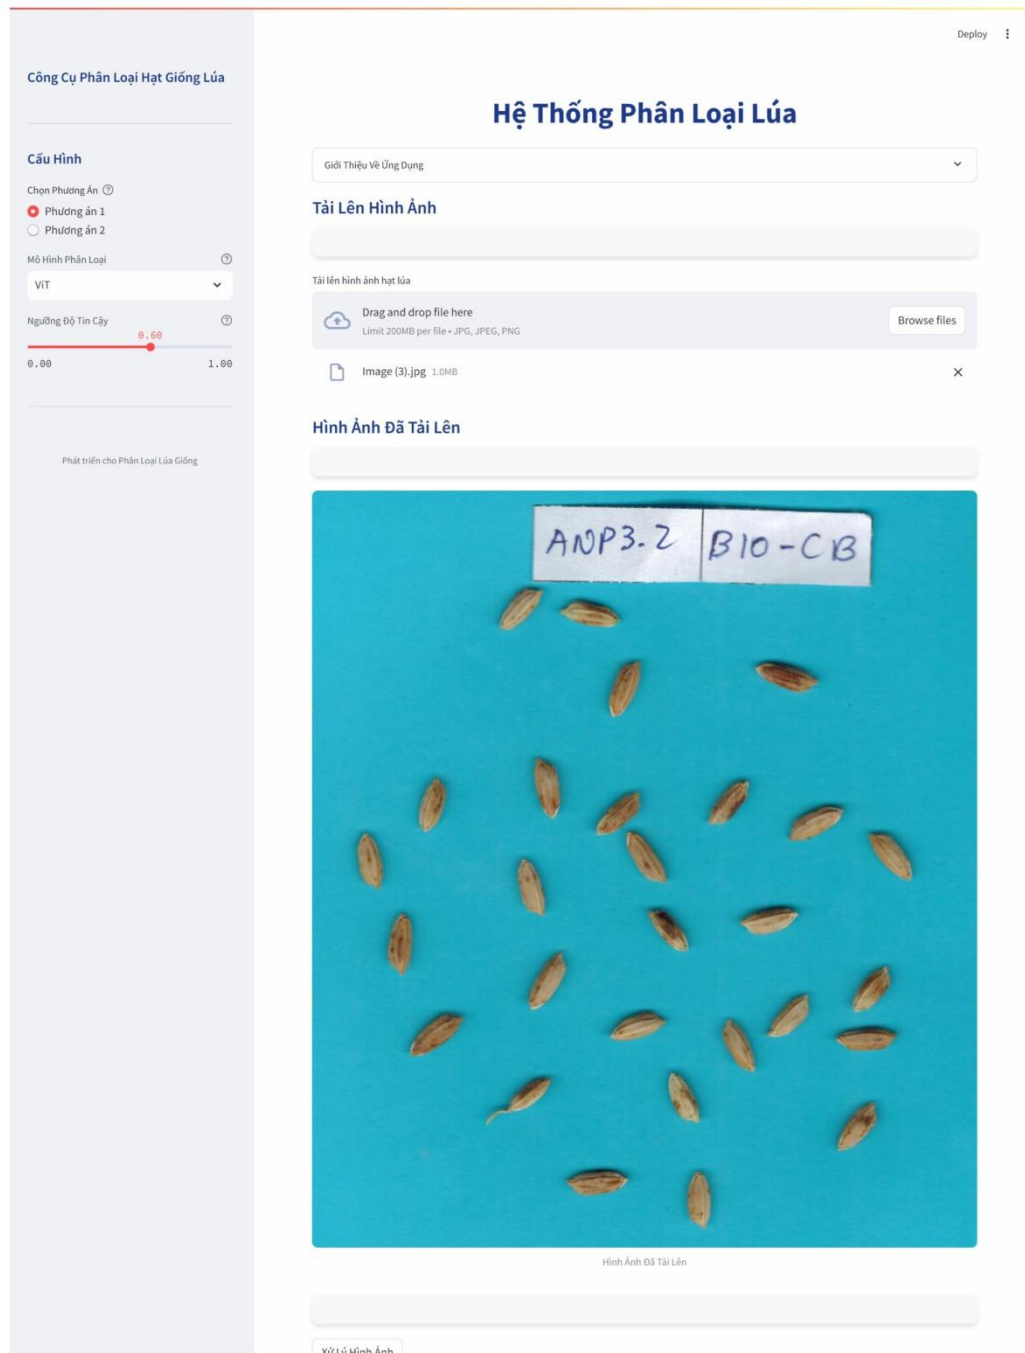 Deploy
Công Cụ Phân Loại Hạt Giống Lúa
Cấu Hình
Chọn Phương Án
Phương án 1
Phương án 2
Mô Hình Phân Loại
ViT
Ngưỡng Độ Tin Cậy
0.60
0.00 1.00
Phát triển cho Phân Loại Lúa Giống
Hệ Thống Phân Loại Lúa
Giới Thiệu Về Ứng Dụng
Tải Lên Hình Ảnh
Tải lên hình ảnh hạt lúa
Drag and drop file here
Limit 200MB per file • JPG, JPEG, PNG
Browse files
Image (3).jpg 1.0MB
Hình Ảnh Đã Tải Lên
ANP3.2 B10-CB
Hình Ảnh Đã Tải Lên
Xử Lý Hình Ảnh